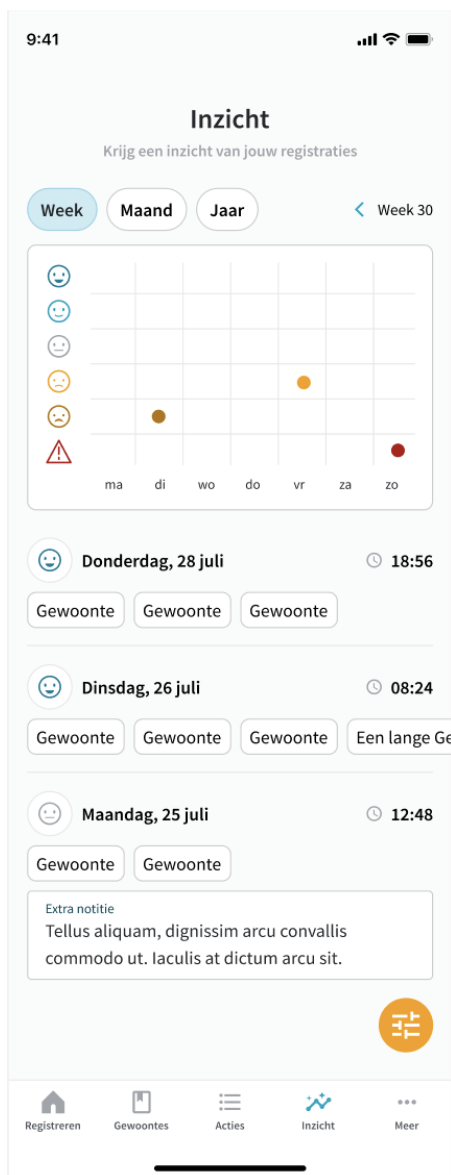 9:41
Inzicht
Krijg een inzicht van jouw registraties
Week Maand Jaar Week 30
ma di wo do vr za zo
Donderdag, 28 juli 18:56
Gewoonte Gewoonte Gewoonte
Dinsdag, 26 juli 08:24
Gewoonte Gewoonte Gewoonte Een lange Ge
Maandag, 25 juli 12:48
Gewoonte Gewoonte
Extra notitie
Tellus aliquam, dignissim arcu convallis
commodo ut. Iaculis at dictum arcu sit.
Registreren Gewoontes Acties Inzicht Meer